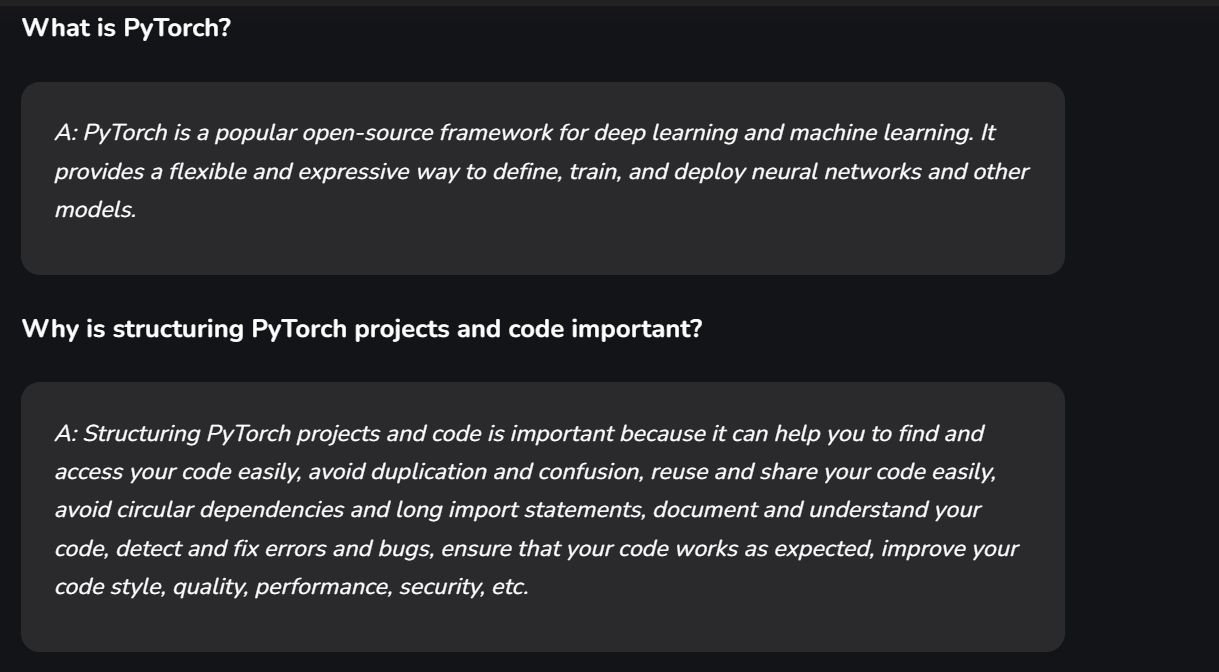 What is PyTorch?
A: PyTorch is a popular open-source framework for deep learning and machine learning. It
provides a flexible and expressive way to define, train, and deploy neural networks and other
models.
Why is structuring PyTorch projects and code important?
A: Structuring PyTorch projects and code is important because it can help you to find and
access your code easily, avoid duplication and confusion, reuse and share your code easily,
avoid circular dependencies and long import statements, document and understand your
code, detect and fix errors and bugs, ensure that your code works as expected, improve your
code style, quality, performance, security, etc.